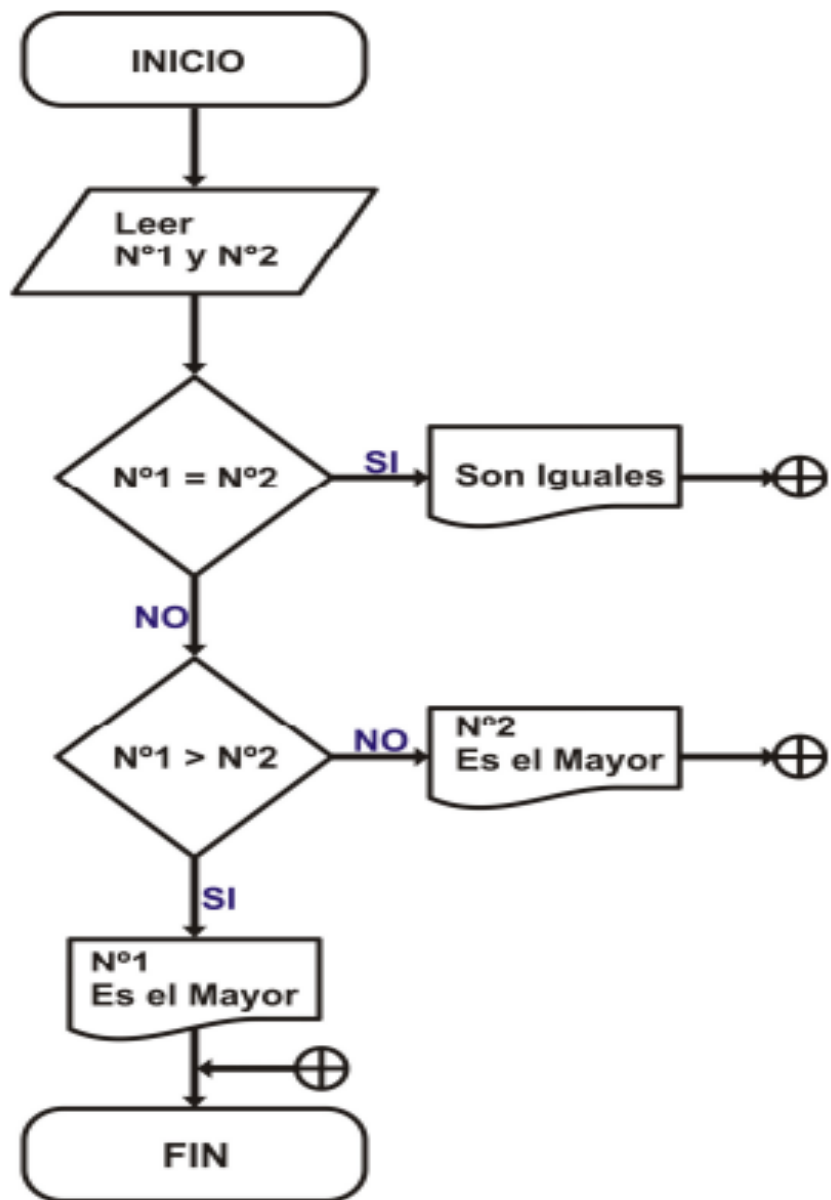 INICIO
Leer
Nº1 y Nº2
Nº1 = Nº2
SI
Son Iguales
NO
Nº1 > Nº2
NO
Nº2
Es el Mayor
SI
Nº1
Es el Mayor
FIN